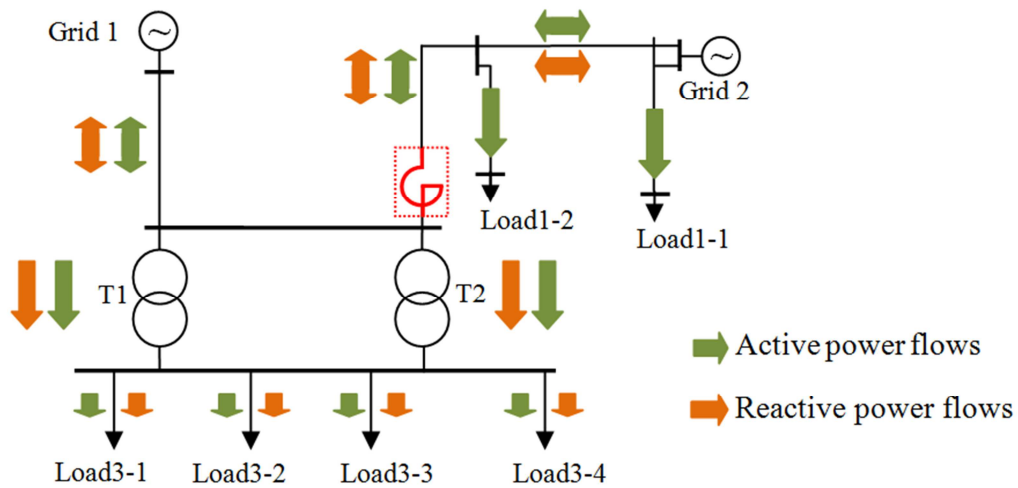 Grid 1
Grid 2
Load1-2
Load1-1
T1
T2
Active power flows
Reactive power flows
Load3-1
Load3-2
Load3-3
Load3-4